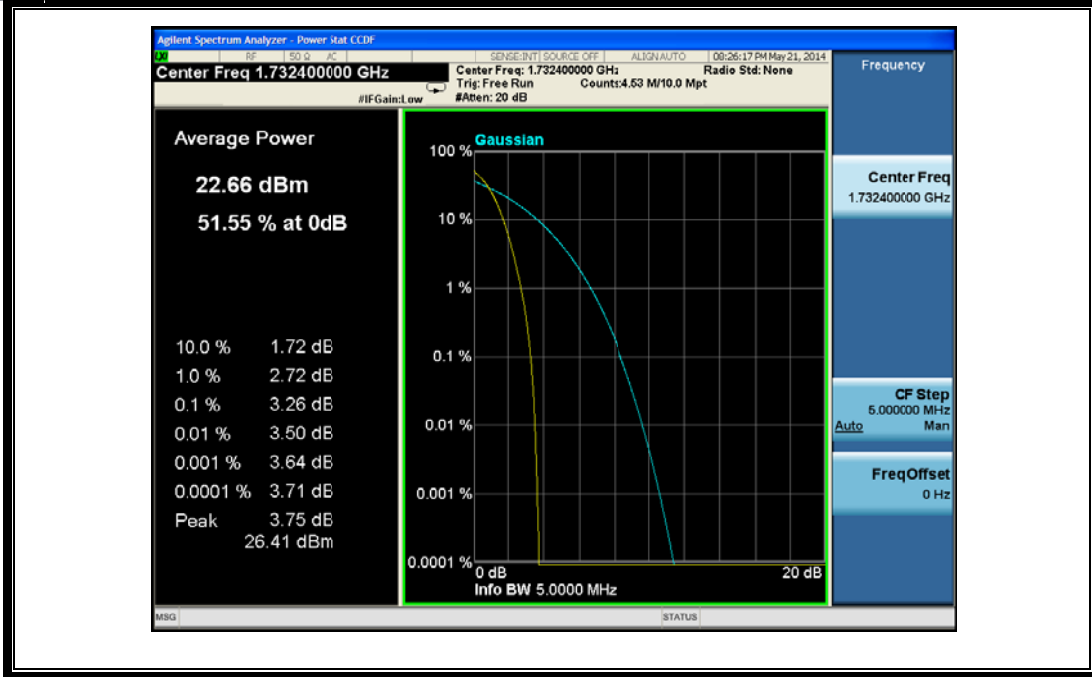 Agilent Spectrum Analyzer - Power Stat CCDF
LXI RF 50 Ω AC SENSE:INT SOURCE OFF ALIGN AUTO 08:26:17 PM May 21, 2014
Center Freq 1.732400000 GHz
Center Freq: 1.732400000 GHz Radio Std: None
Trig: Free Run Counts:4.53 M/10.0 Mpt
#IFGain:Low #Atten: 20 dB
Average Power
22.66 dBm
51.55 % at 0dB
10.0 % 1.72 dB
1.0 % 2.72 dB
0.1 % 3.26 dB
0.01 % 3.50 dB
0.001 % 3.64 dB
0.0001 % 3.71 dB
Peak 3.75 dB
26.41 dBm
Gaussian
100 %
10 %
1 %
0.1 %
0.01 %
0.001 %
0.0001 %
0 dB 20 dB
Info BW 5.0000 MHz
Frequency
Center Freq
1.732400000 GHz
CF Step
5.000000 MHz
Auto Man
Freq Offset
0 Hz
MSG STATUS